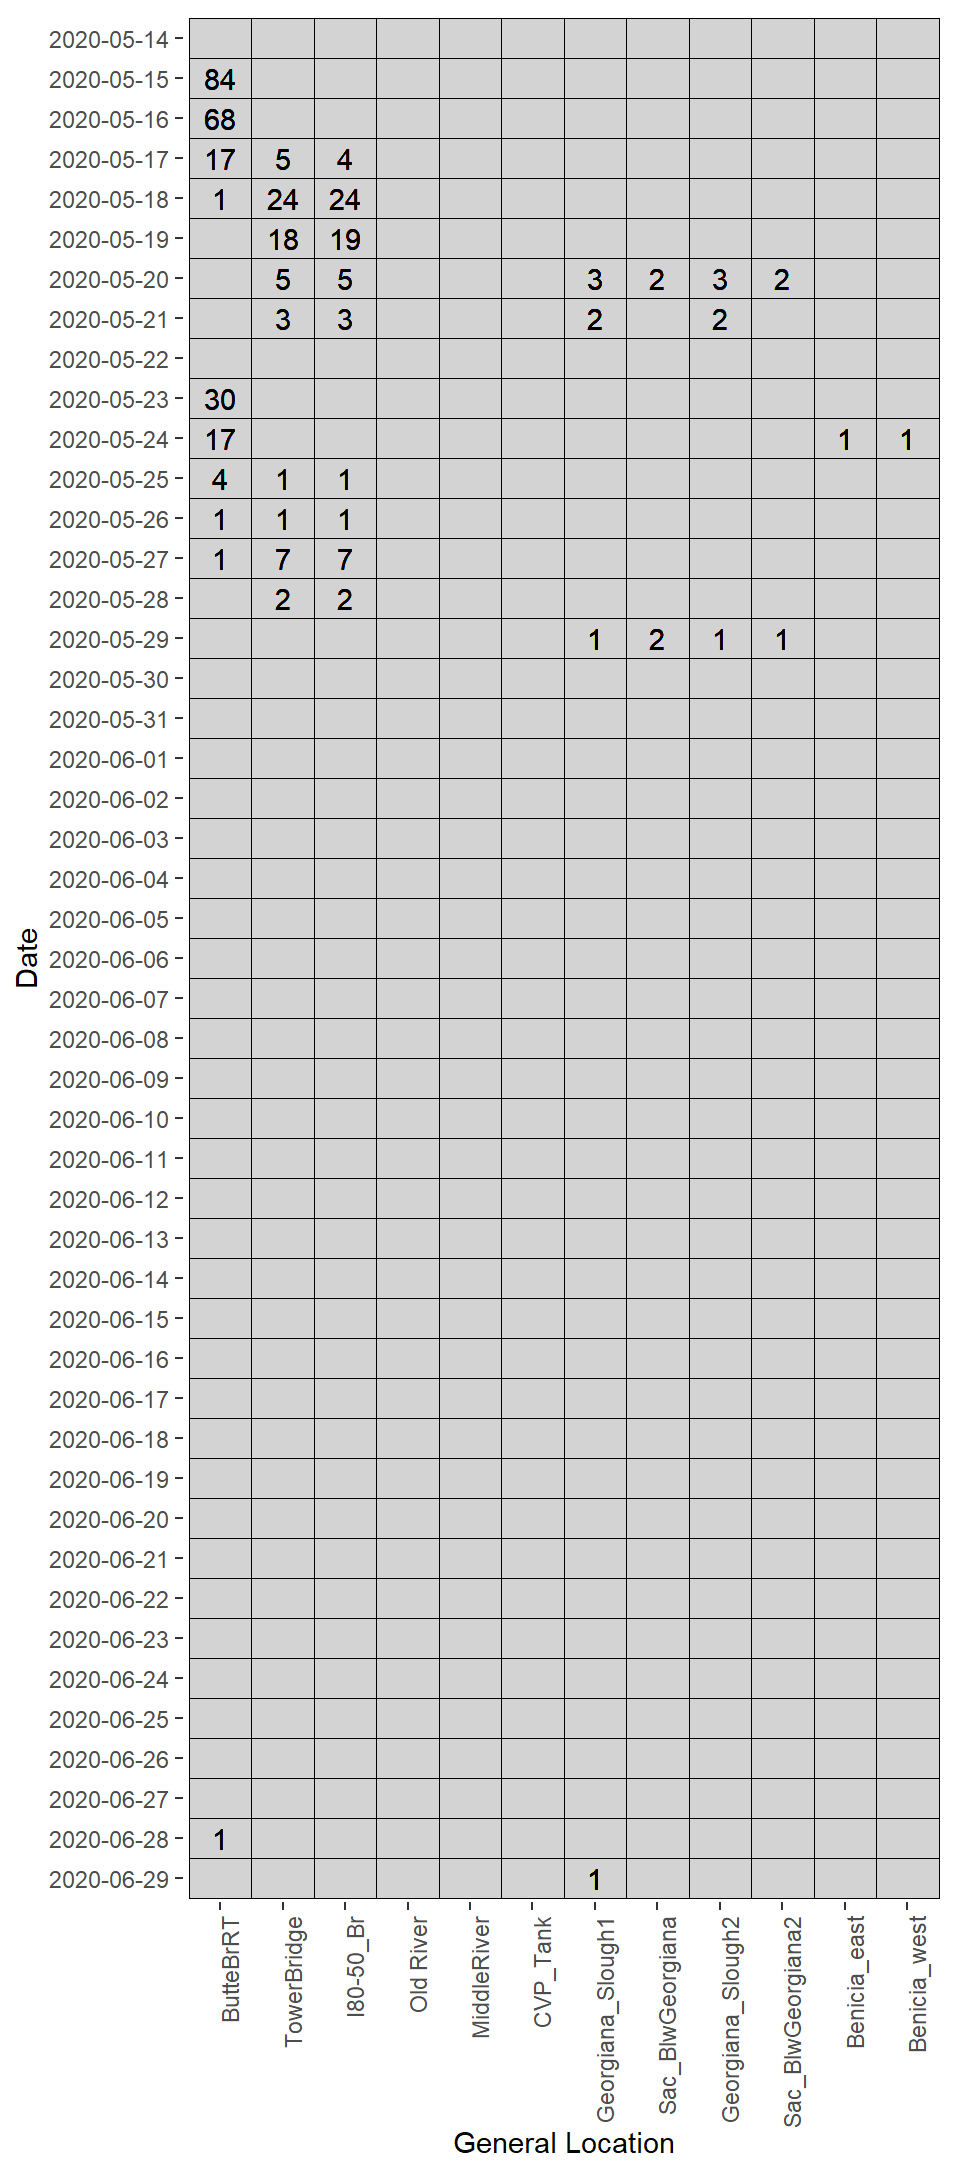 2020-05-14
2020-05-15 84
2020-05-16 68
2020-05-17 17 5 4
2020-05-18 1 24 24
2020-05-19 18 19
2020-05-20 5 5 3 2 3 2
2020-05-21 3 3 2 2
2020-05-22
2020-05-23 30
2020-05-24 17 1 1
2020-05-25 4 1 1
2020-05-26 1 1 1
2020-05-27 1 7 7
2020-05-28 2 2
2020-05-29 1 2 1 1
2020-05-30
2020-05-31
2020-06-01
2020-06-02
2020-06-03
2020-06-04
2020-06-05
2020-06-06
2020-06-07
2020-06-08
2020-06-09
2020-06-10
2020-06-11
2020-06-12
2020-06-13
2020-06-14
2020-06-15
2020-06-16
2020-06-17
2020-06-18
2020-06-19
2020-06-20
2020-06-21
2020-06-22
2020-06-23
2020-06-24
2020-06-25
2020-06-26
2020-06-27
2020-06-28 1
2020-06-29 1
Date
ButteBrRT
TowerBridge
I80-50_Br
Old River
MiddleRiver
CVP_Tank
Georgiana_Slough1
Sac_BlwGeorgiana
Georgiana_Slough2
Sac_BlwGeorgiana2
Benicia_east
Benicia_west
General Location